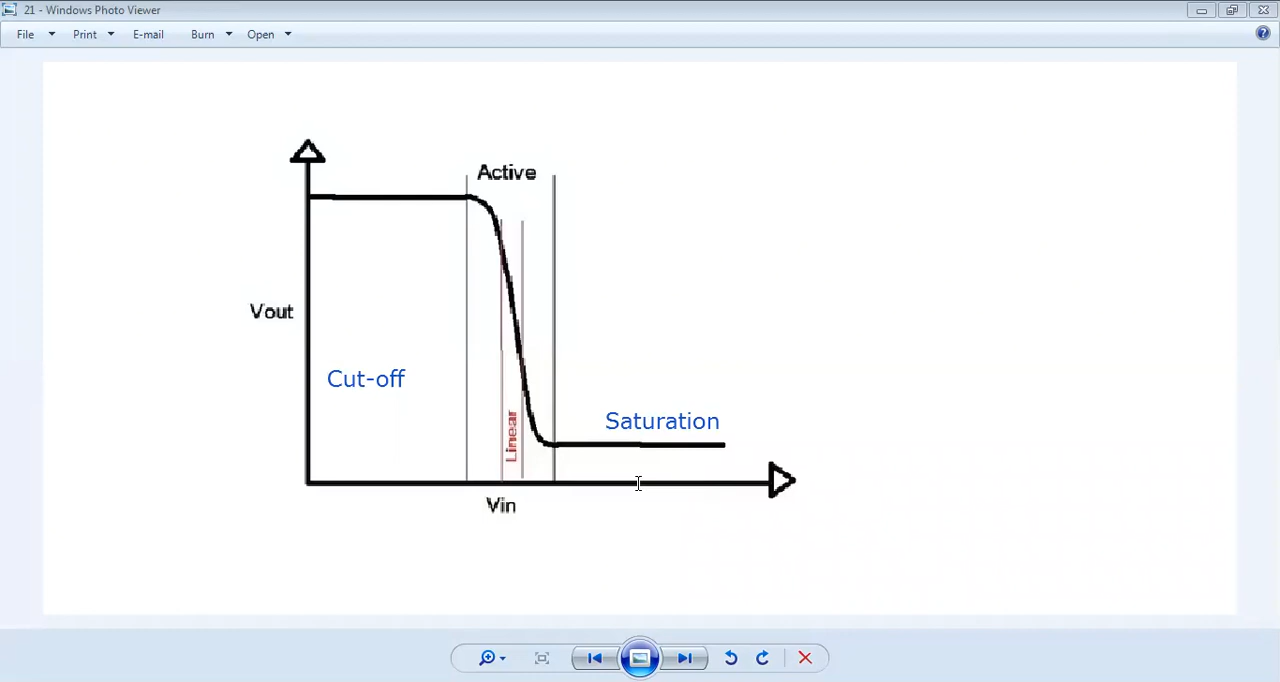 21 - Windows Photo Viewer
File Print E-mail Burn Open
Active
Vout
Cut-off
Linear
Saturation
Vin